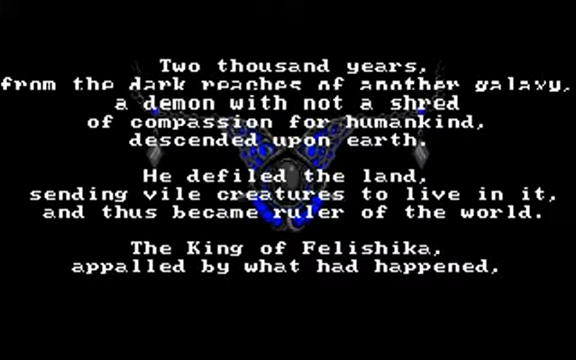 Two thousand years,
from the dark reaches of another galaxy,
a demon with not a shred
of compassion for humankind,
descended upon earth.
He defiled the land,
sending vile creatures to live in it,
and thus became ruler of the world.
The King of Felishika,
appalled by what had happened,